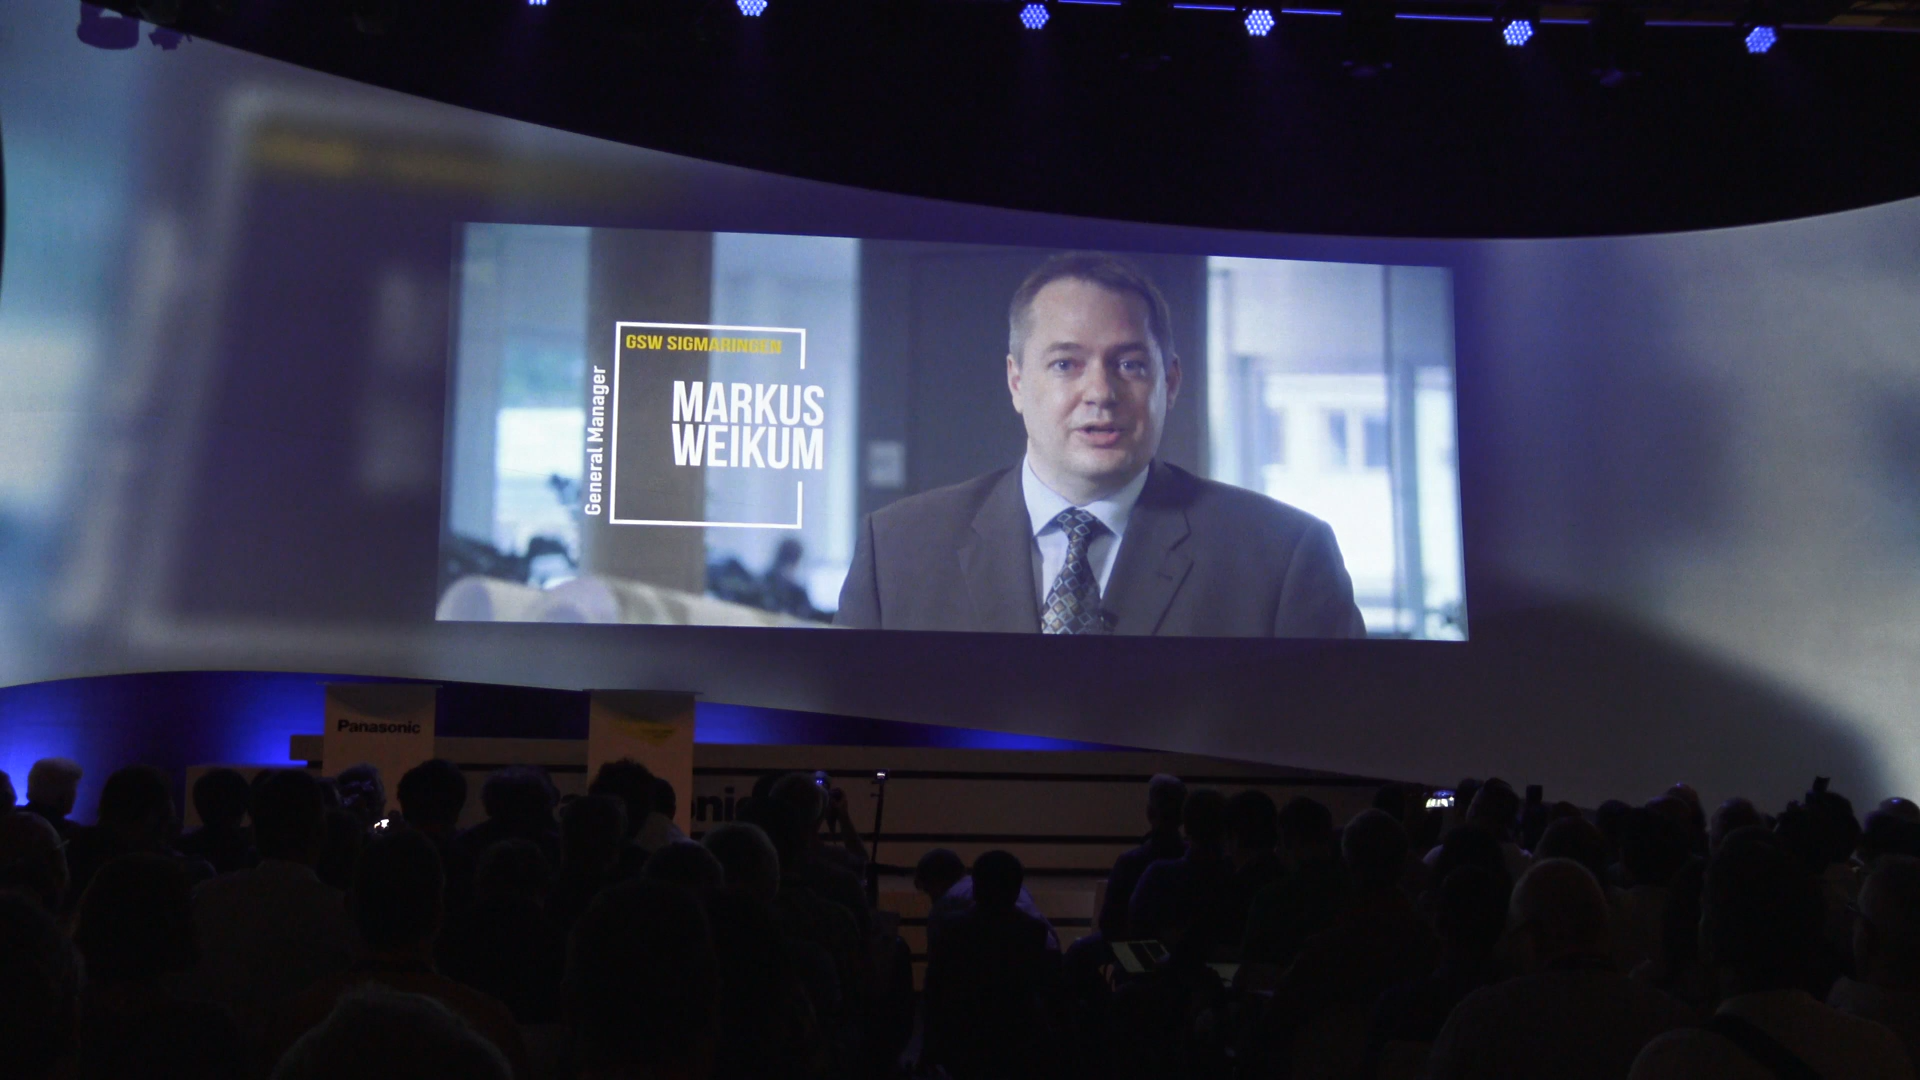 GSW SIGMARINGEN
General Manager
MARKUS
WEIKUM
Panasonic